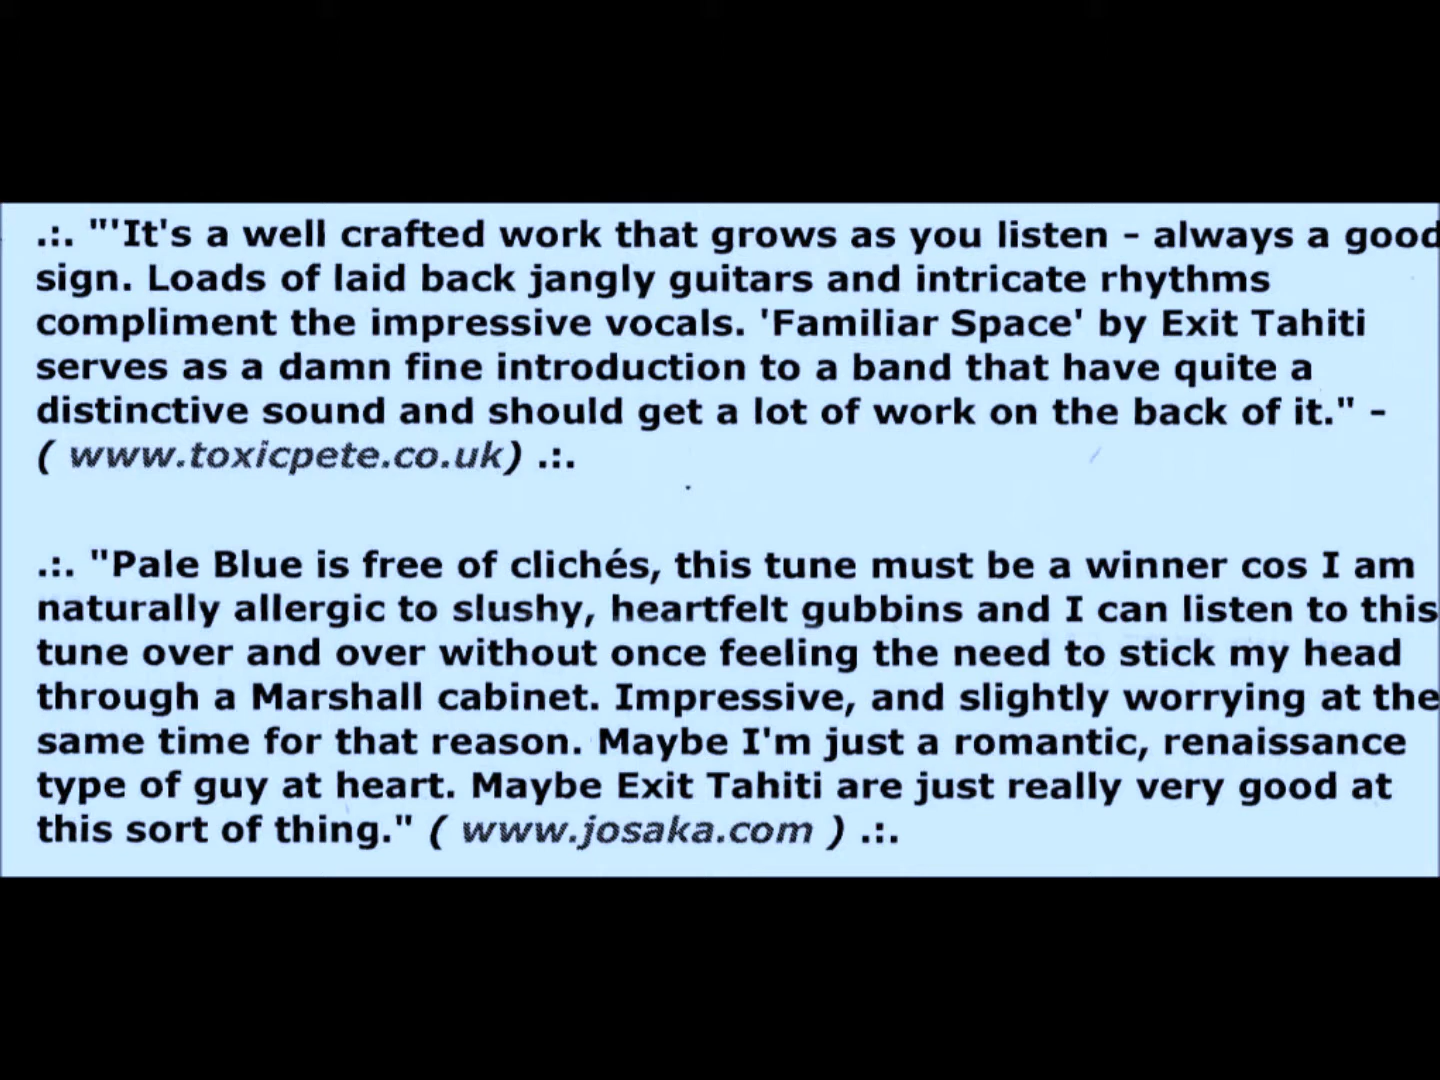 .:. "'It's a well crafted work that grows as you listen - always a good
sign. Loads of laid back jangly guitars and intricate rhythms
compliment the impressive vocals. 'Familiar Space' by Exit Tahiti
serves as a damn fine introduction to a band that have quite a
distinctive sound and should get a lot of work on the back of it." -
( www.toxicpete.co.uk) .:.
.:. "Pale Blue is free of clichés, this tune must be a winner cos I am
naturally allergic to slushy, heartfelt gubbins and I can listen to this
tune over and over without once feeling the need to stick my head
through a Marshall cabinet. Impressive, and slightly worrying at the
same time for that reason. Maybe I'm just a romantic, renaissance
type of guy at heart. Maybe Exit Tahiti are just really very good at
this sort of thing." ( www.josaka.com ) .:.